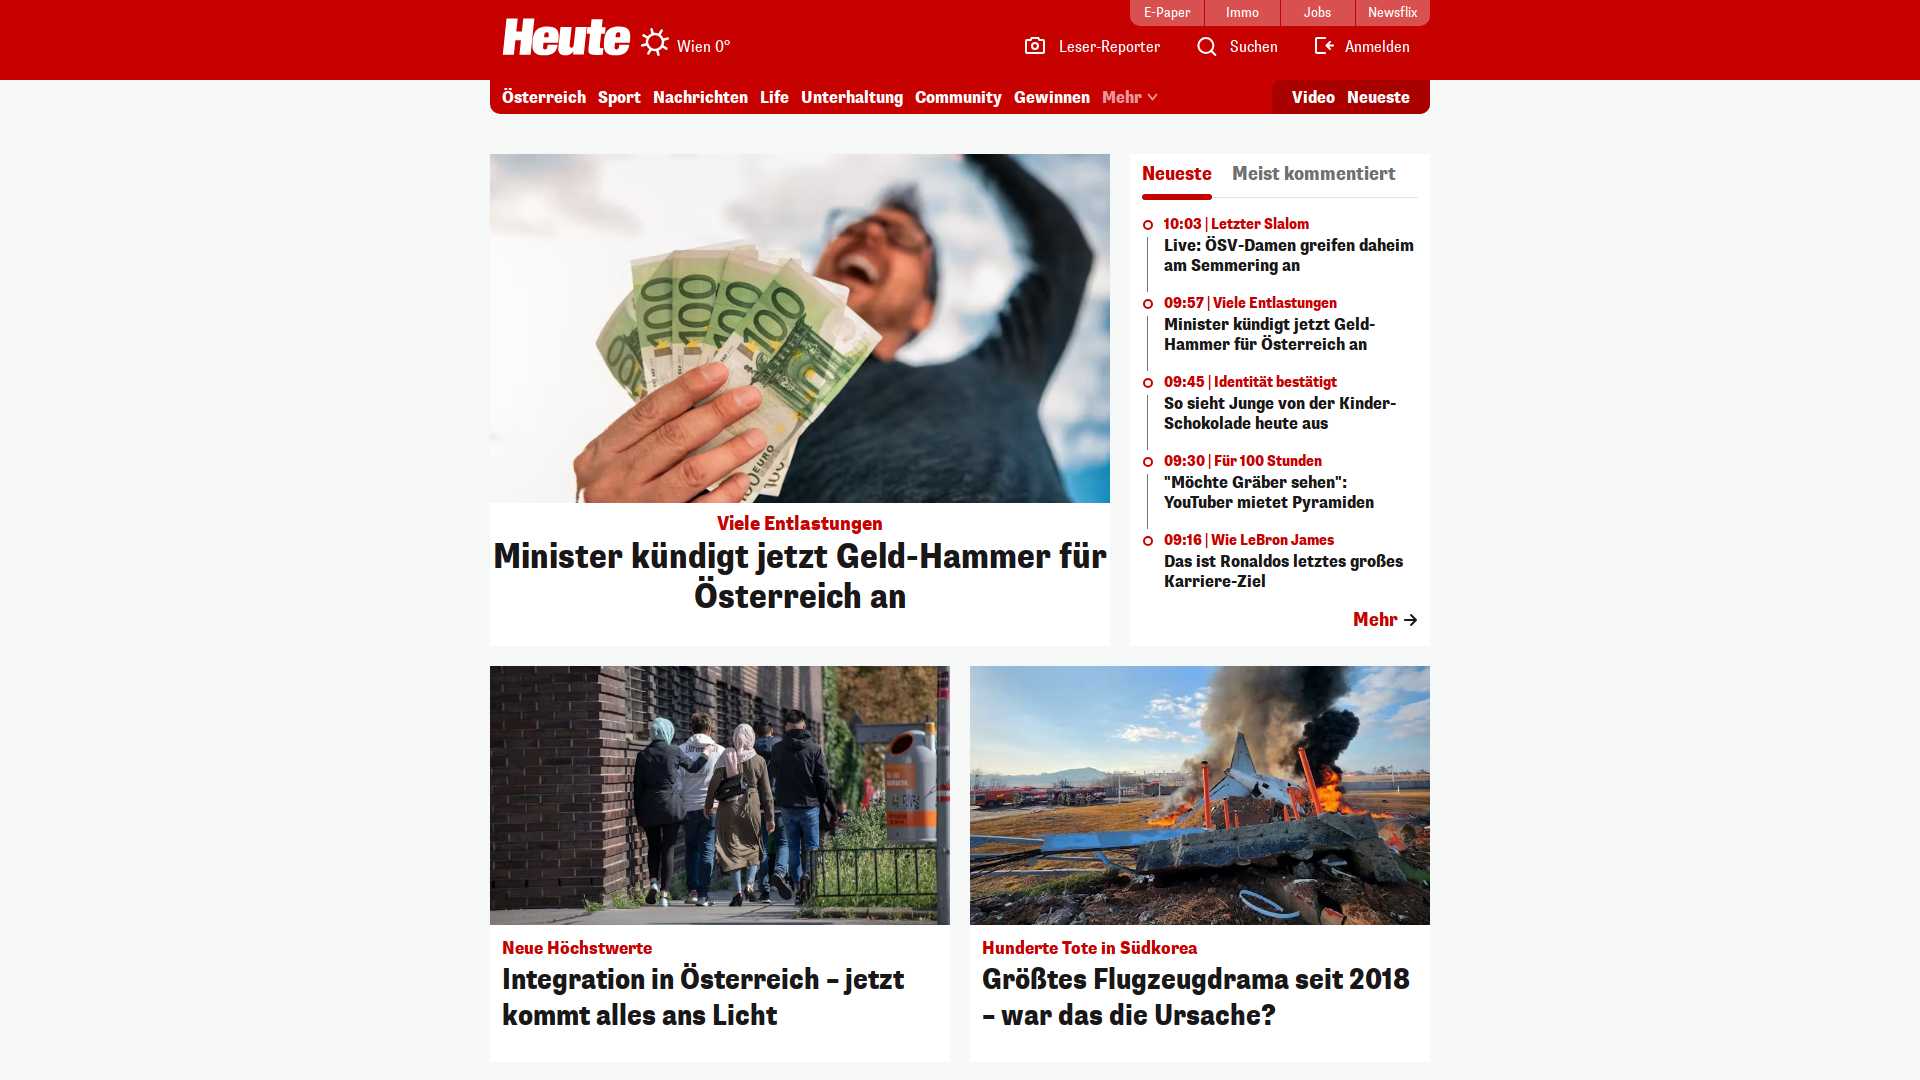 E-Paper
Immo
Jobs
Newsflix
Heute
Wien 0°
Leser-Reporter
Suchen
Anmelden
Österreich
Sport
Nachrichten
Life
Unterhaltung
Community
Gewinnen
Mehr
Video
Neueste
100
100
100
100
100 EURO
Viele Entlastungen
Minister kündigt jetzt Geld-Hammer für
Österreich an
Neueste
Meist kommentiert
10:03 | Letzter Slalom
Live: ÖSV-Damen greifen daheim
am Semmering an
09:57 | Viele Entlastungen
Minister kündigt jetzt Geld-
Hammer für Österreich an
09:45 | Identität bestätigt
So sieht Junge von der Kinder-
Schokolade heute aus
09:30 | Für 100 Stunden
"Möchte Gräber sehen":
YouTuber mietet Pyramiden
09:16 | Wie LeBron James
Das ist Ronaldos letztes großes
Karriere-Ziel
Mehr
Neue Höchstwerte
Integration in Österreich – jetzt
kommt alles ans Licht
Hunderte Tote in Südkorea
Größtes Flugzeugdrama seit 2018
– war das die Ursache?